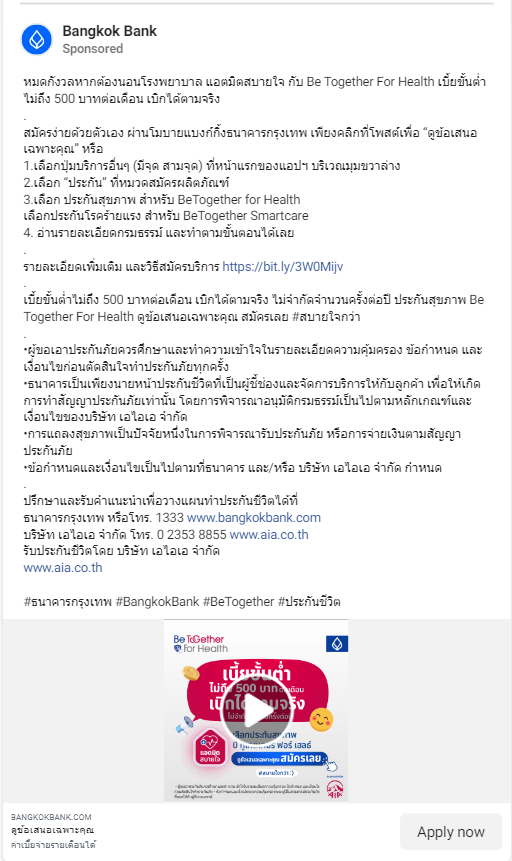 Bangkok Bank
Sponsored
หมดกังวลหากต้องนอนโรงพยาบาล แอตมิตสบายใจ กับ Be Together For Health เบี้ยขั้นต่ำ
ไม่ถึง 500 บาทต่อเดือน เบิกได้ตามจริง
.
สมัครง่ายด้วยตัวเอง ผ่านโมบายแบงก์กิ้งธนาคารกรุงเทพ เพียงคลิกที่โพสต์เพื่อ “ดูข้อเสนอ
เฉพาะคุณ” หรือ
1.เลือกปุ่มบริการอื่นๆ (มีจุด สามจุด) ที่หน้าแรกของแอปฯ บริเวณมุมขวาล่าง
2.เลือก “ประกัน” ที่หมวดสมัครผลิตภัณฑ์
3.เลือก ประกันสุขภาพ สำหรับ BeTogether for Health
เลือกประกันโรคร้ายแรง สำหรับ BeTogether Smartcare
4. อ่านรายละเอียดกรมธรรม์ และทำตามขั้นตอนได้เลย
.
รายละเอียดเพิ่มเติม และวิธีสมัครบริการ https://bit.ly/3W0Mijv
.
เบี้ยขั้นต่ำไม่ถึง 500 บาทต่อเดือน เบิกได้ตามจริง ไม่จำกัดจำนวนครั้งต่อปี ประกันสุขภาพ Be
Together For Health ดูข้อเสนอเฉพาะคุณ สมัครเลย #สบายใจกว่า
.
•ผู้ขอเอาประกันภัยควรศึกษาและทำความเข้าใจในรายละเอียดความคุ้มครอง ข้อกำหนด และ
เงื่อนไขก่อนตัดสินใจทำประกันภัยทุกครั้ง
•ธนาคารเป็นเพียงนายหน้าประกันชีวิตที่เป็นผู้ชี้ช่องและจัดการบริการให้กับลูกค้า เพื่อให้เกิด
การทำสัญญาประกันภัยเท่านั้น โดยการพิจารณาอนุมัติกรมธรรม์เป็นไปตามหลักเกณฑ์และ
เงื่อนไขของบริษัท เอไอเอ จำกัด
•การแถลงสุขภาพเป็นปัจจัยหนึ่งในการพิจารณารับประกันภัย หรือการจ่ายเงินตามสัญญา
ประกันภัย
•ข้อกำหนดและเงื่อนไขเป็นไปตามที่ธนาคาร และ/หรือ บริษัท เอไอเอ จำกัด กำหนด
.
ปรึกษาและรับคำแนะนำเพื่อวางแผนทำประกันชีวิตได้ที่
ธนาคารกรุงเทพ หรือโทร. 1333 www.bangkokbank.com
บริษัท เอไอเอ จำกัด โทร. 0 2353 8855 www.aia.co.th
รับประกันชีวิตโดย บริษัท เอไอเอ จำกัด
www.aia.co.th
#ธนาคารกรุงเทพ #BangkokBank #BeTogether #ประกันชีวิต
Be ToGether
for Health
เบี้ยขั้นต่ำ
ไม่ถึง 500 บาทต่อเดือน
เบิกได้ตามจริง
แอดมิต
สบายใจ
ดูข้อเสนอเฉพาะคุณ สมัครเลย
#สบายใจกว่า :)
AIA
BANGKOKBANK.COM
ดูข้อเสนอเฉพาะคุณ
ค่าเบี้ยจ่ายรายเดือนได้
Apply now